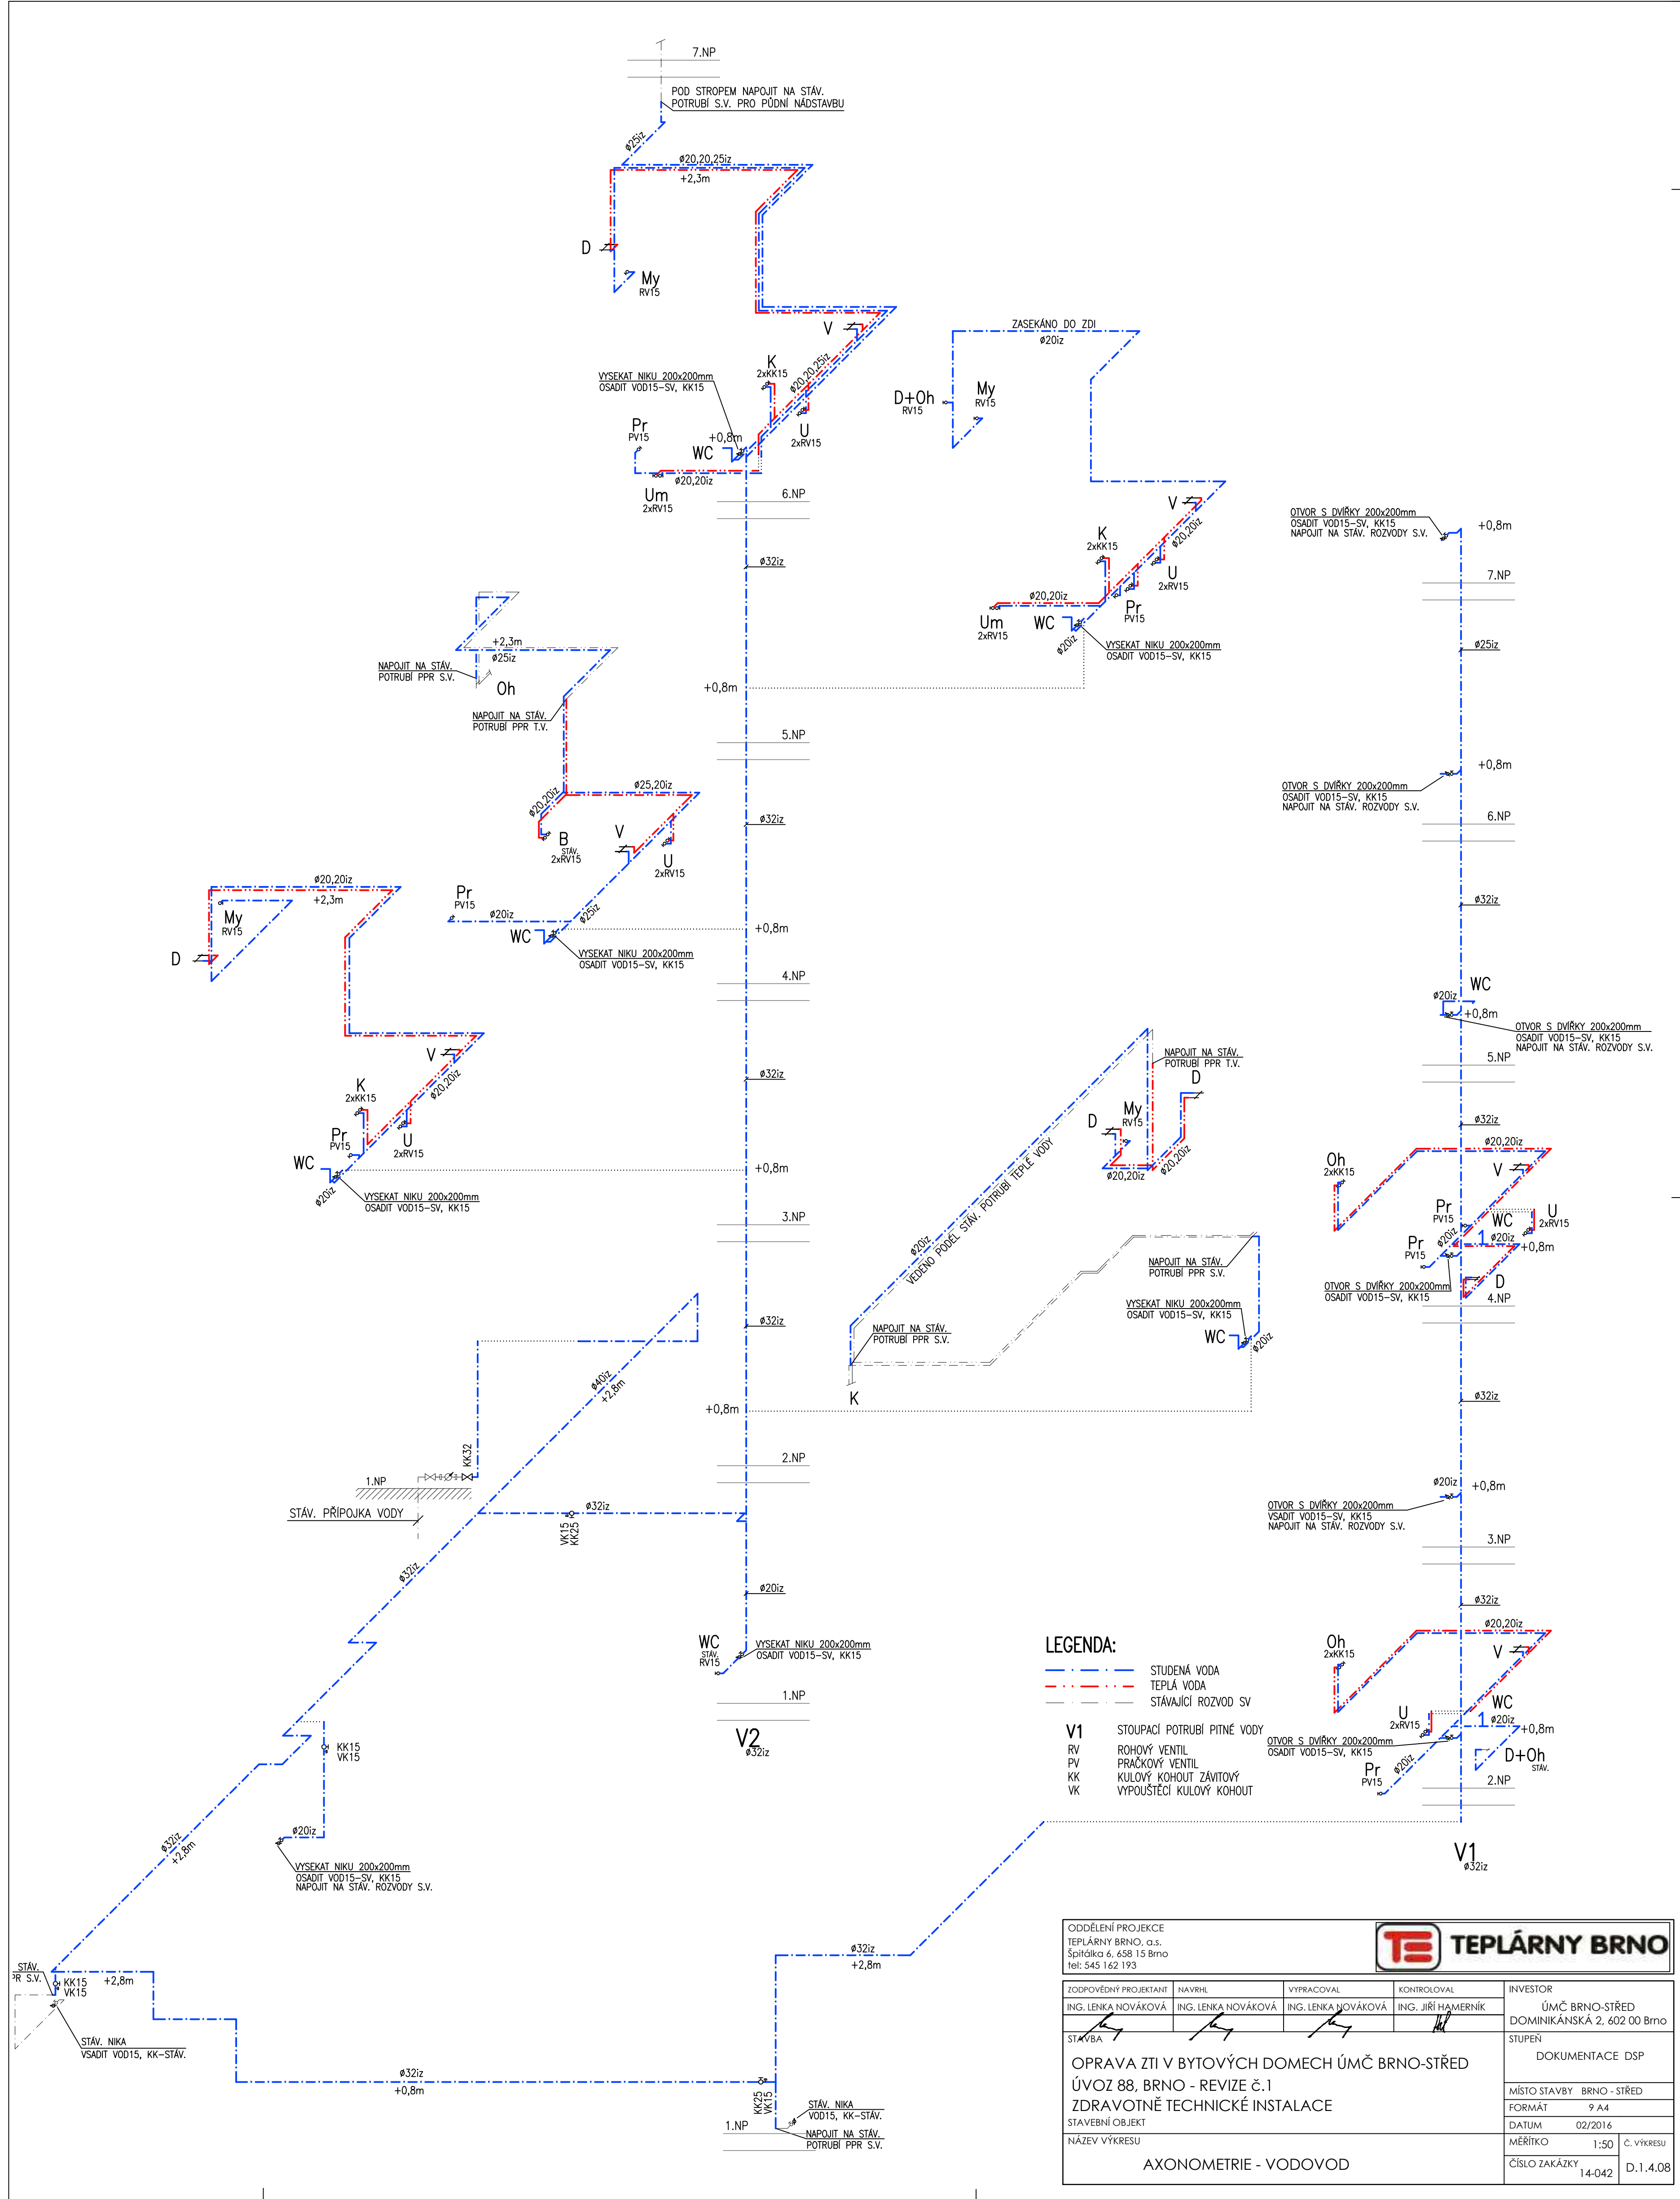 7.NP
POD STROPEM NAPOJIT NA STÁV.
POTRUBÍ S.V. PRO PŮDNÍ NÁDSTAVBU
ø25iz
ø20,20,25iz
+2,3m
D
My
RV15
V
K
2xKK15
ø20,20,25iz
VYSEKAT NIKU 200x200mm
OSADIT VOD15-SV, KK15
U
2xRV15
Pr
PV15
+0,8m
WC
ø20,20iz
Um
2xRV15
6.NP
ø32iz
ZASEKÁNO DO ZDI
ø20iz
D+Oh
RV15
My
RV15
V
K
2xKK15
ø20,20iz
U
2xRV15
ø20,20iz
Pr
PV15
Um
2xRV15
WC
ø20iz
VYSEKAT NIKU 200x200mm
OSADIT VOD15-SV, KK15
+0,8m
5.NP
+2,3m
ø25iz
NAPOJIT NA STÁV.
POTRUBÍ PPR S.V.
Oh
NAPOJIT NA STÁV.
POTRUBÍ PPR T.V.
ø25,20iz
ø20,20iz
B
STÁV.
2xRV15
V
U
2xRV15
ø32iz
Pr
PV15
ø20iz
ø25iz
WC
VYSEKAT NIKU 200x200mm
OSADIT VOD15-SV, KK15
+0,8m
4.NP
ø20,20iz
+2,3m
My
RV15
D
V
K
2xKK15
ø20,20iz
Pr
PV15
U
2xRV15
WC
ø20iz
VYSEKAT NIKU 200x200mm
OSADIT VOD15-SV, KK15
ø32iz
+0,8m
3.NP
NAPOJIT NA STÁV.
POTRUBÍ PPR T.V.
D
My
RV15
D
ø20,20iz
ø20,20iz
ø20iz
VEDENO PODÉL STÁV. POTRUBÍ TEPLÉ VODY
NAPOJIT NA STÁV.
POTRUBÍ PPR S.V.
VYSEKAT NIKU 200x200mm
OSADIT VOD15-SV, KK15
WC
ø20iz
NAPOJIT NA STÁV.
POTRUBÍ PPR S.V.
K
ø32iz
+0,8m
2.NP
ø40iz
+2,8m
KK32
1.NP
STÁV. PŘÍPOJKA VODY
ø32iz
VK15
KK25
ø32iz
ø20iz
WC
STÁV.
RV15
VYSEKAT NIKU 200x200mm
OSADIT VOD15-SV, KK15
1.NP
V2
ø32iz
KK15
VK15
ø20iz
VYSEKAT NIKU 200x200mm
OSADIT VOD15-SV, KK15
NAPOJIT NA STÁV. ROZVODY S.V.
ø32iz
+2,8m
STÁV.
PR S.V.
KK15
VK15
+2,8m
STÁV. NIKA
VSADIT VOD15, KK-STÁV.
ø32iz
+0,8m
KK25
VK15
1.NP
STÁV. NIKA
VOD15, KK-STÁV.
NAPOJIT NA STÁV.
POTRUBÍ PPR S.V.
ø32iz
+2,8m
OTVOR S DVÍŘKY 200x200mm
OSADIT VOD15-SV, KK15
NAPOJIT NA STÁV. ROZVODY S.V.
+0,8m
7.NP
ø25iz
OTVOR S DVÍŘKY 200x200mm
OSADIT VOD15-SV, KK15
NAPOJIT NA STÁV. ROZVODY S.V.
+0,8m
6.NP
ø32iz
WC
ø20iz
+0,8m
OTVOR S DVÍŘKY 200x200mm
OSADIT VOD15-SV, KK15
NAPOJIT NA STÁV. ROZVODY S.V.
5.NP
ø32iz
ø20,20iz
Oh
2xKK15
V
Pr
PV15
WC
U
2xRV15
ø20iz
Pr
PV15
ø20iz
+0,8m
OTVOR S DVÍŘKY 200x200mm
OSADIT VOD15-SV, KK15
D
4.NP
ø32iz
ø20iz
+0,8m
OTVOR S DVÍŘKY 200x200mm
VSADIT VOD15-SV, KK15
NAPOJIT NA STÁV. ROZVODY S.V.
3.NP
ø32iz
ø20,20iz
Oh
2xKK15
V
WC
U
2xRV15
ø20iz
+0,8m
OTVOR S DVÍŘKY 200x200mm
OSADIT VOD15-SV, KK15
D+Oh
STÁV.
Pr
PV15
ø20iz
2.NP
V1
ø32iz
LEGENDA:
STUDENÁ VODA
TEPLÁ VODA
STÁVAJÍCÍ ROZVOD SV
V1 STOUPACÍ POTRUBÍ PITNÉ VODY
RV ROHOVÝ VENTIL
PV PRAČKOVÝ VENTIL
KK KULOVÝ KOHOUT ZÁVITOVÝ
VK VYPOUŠTĚCÍ KULOVÝ KOHOUT
ODDĚLENÍ PROJEKCE
TEPLÁRNY BRNO, a.s.
Špitálka 6, 658 15 Brno
tel: 545 162 193
TEPLÁRNY BRNO
ZODPOVĚDNÝ PROJEKTANT NAVRHL VYPRACOVAL KONTROLOVAL
ING. LENKA NOVÁKOVÁ ING. LENKA NOVÁKOVÁ ING. LENKA NOVÁKOVÁ ING. JIŘÍ HAMERNÍK
INVESTOR
ÚMČ BRNO-STŘED
DOMINIKÁNSKÁ 2, 602 00 Brno
STAVBA
OPRAVA ZTI V BYTOVÝCH DOMECH ÚMČ BRNO-STŘED
ÚVOZ 88, BRNO - REVIZE č.1
ZDRAVOTNĚ TECHNICKÉ INSTALACE
STAVEBNÍ OBJEKT
STUPEŇ
DOKUMENTACE DSP
MÍSTO STAVBY BRNO - STŘED
FORMÁT 9 A4
DATUM 02/2016
NÁZEV VÝKRESU
AXONOMETRIE - VODOVOD
MĚŘÍTKO 1:50
Č. VÝKRESU
ČÍSLO ZAKÁZKY 14-042
D.1.4.08